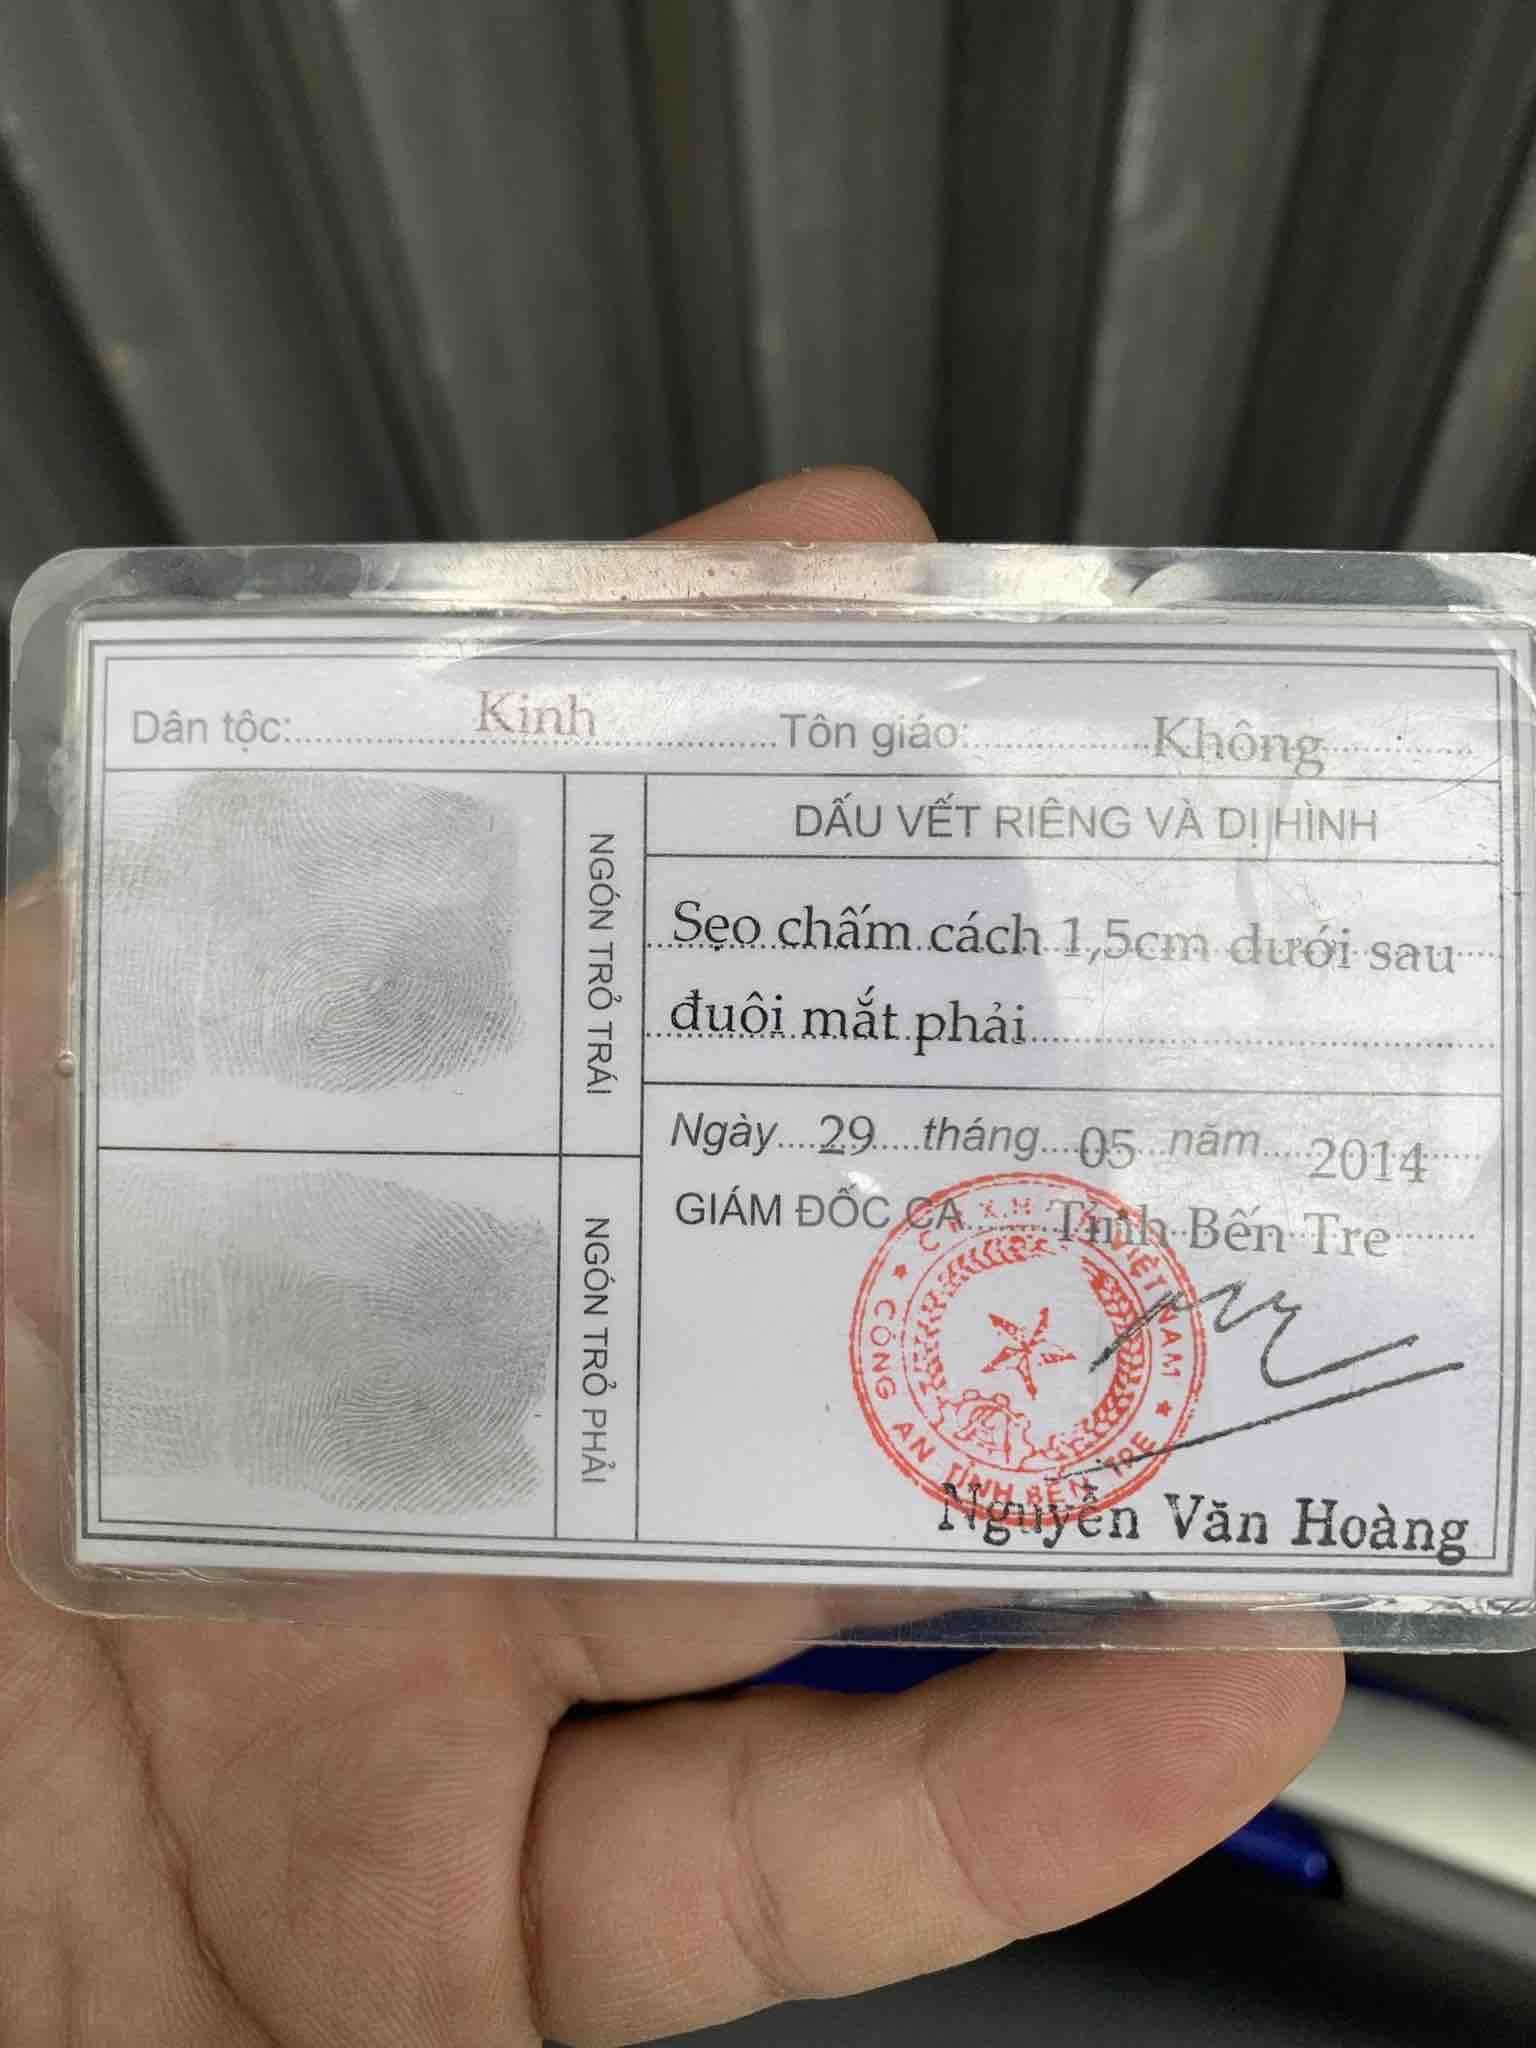 Dân tộc: Kinh Tôn giáo: Không
NGÓN TRỎ TRÁI
DẤU VẾT RIÊNG VÀ DỊ HÌNH
Sẹo chấm cách 1,5cm dưới sau
đuôi mắt phải
NGÓN TRỎ PHẢI
Ngày 29 tháng 05 năm 2014
GIÁM ĐỐC CA Tỉnh Bến Tre
VIỆT NAM
CÔNG AN TỈNH BẾN TRE
Nguyễn Văn Hoàng